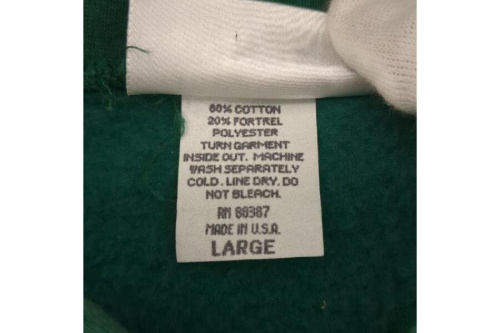 80% COTTON
20% FORTREL
POLYESTER
TURN GARMENT
INSIDE OUT. MACHINE
WASH SEPARATELY
COLD. LINE DRY. DO
NOT BLEACH.
RN 88387
MADE IN U.S.A.
LARGE